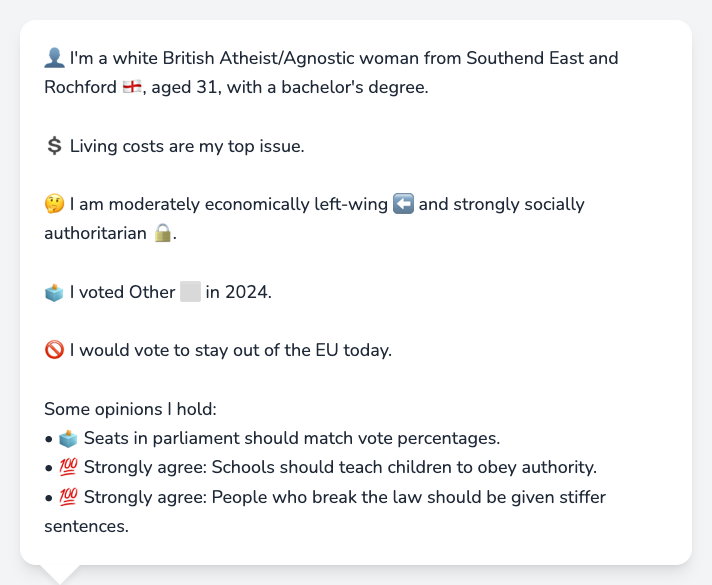 👤 I'm a white British Atheist/Agnostic woman from Southend East and
Rochford 🏴󠁧󠁢󠁥󠁮󠁧󠁿, aged 31, with a bachelor's degree.
💲 Living costs are my top issue.
🤔 I am moderately economically left-wing ⬅️ and strongly socially
authoritarian 🔒.
🗳️ I voted Other ⬜ in 2024.
🚫 I would vote to stay out of the EU today.
Some opinions I hold:
• 🗳️ Seats in parliament should match vote percentages.
• 💯 Strongly agree: Schools should teach children to obey authority.
• 💯 Strongly agree: People who break the law should be given stiffer
sentences.